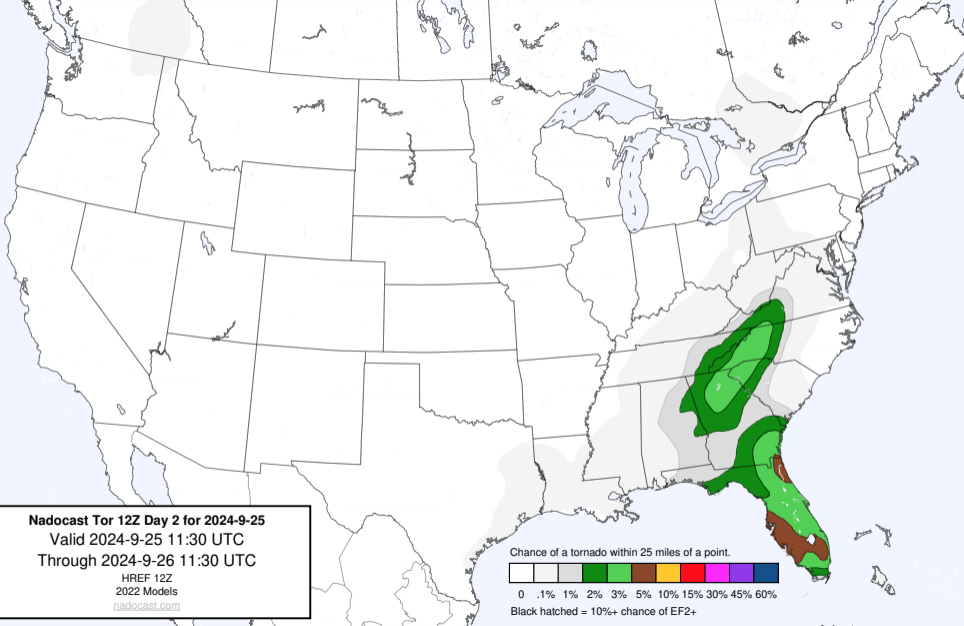 Nadocast Tor 12Z Day 2 for 2024-9-25
Valid 2024-9-25 11:30 UTC
Through 2024-9-26 11:30 UTC
HREF 12Z
2022 Models
nadocast.com
Chance of a tornado within 25 miles of a point.
0 .1% 1% 2% 3% 5% 10% 15% 30% 45% 60%
Black hatched = 10%+ chance of EF2+